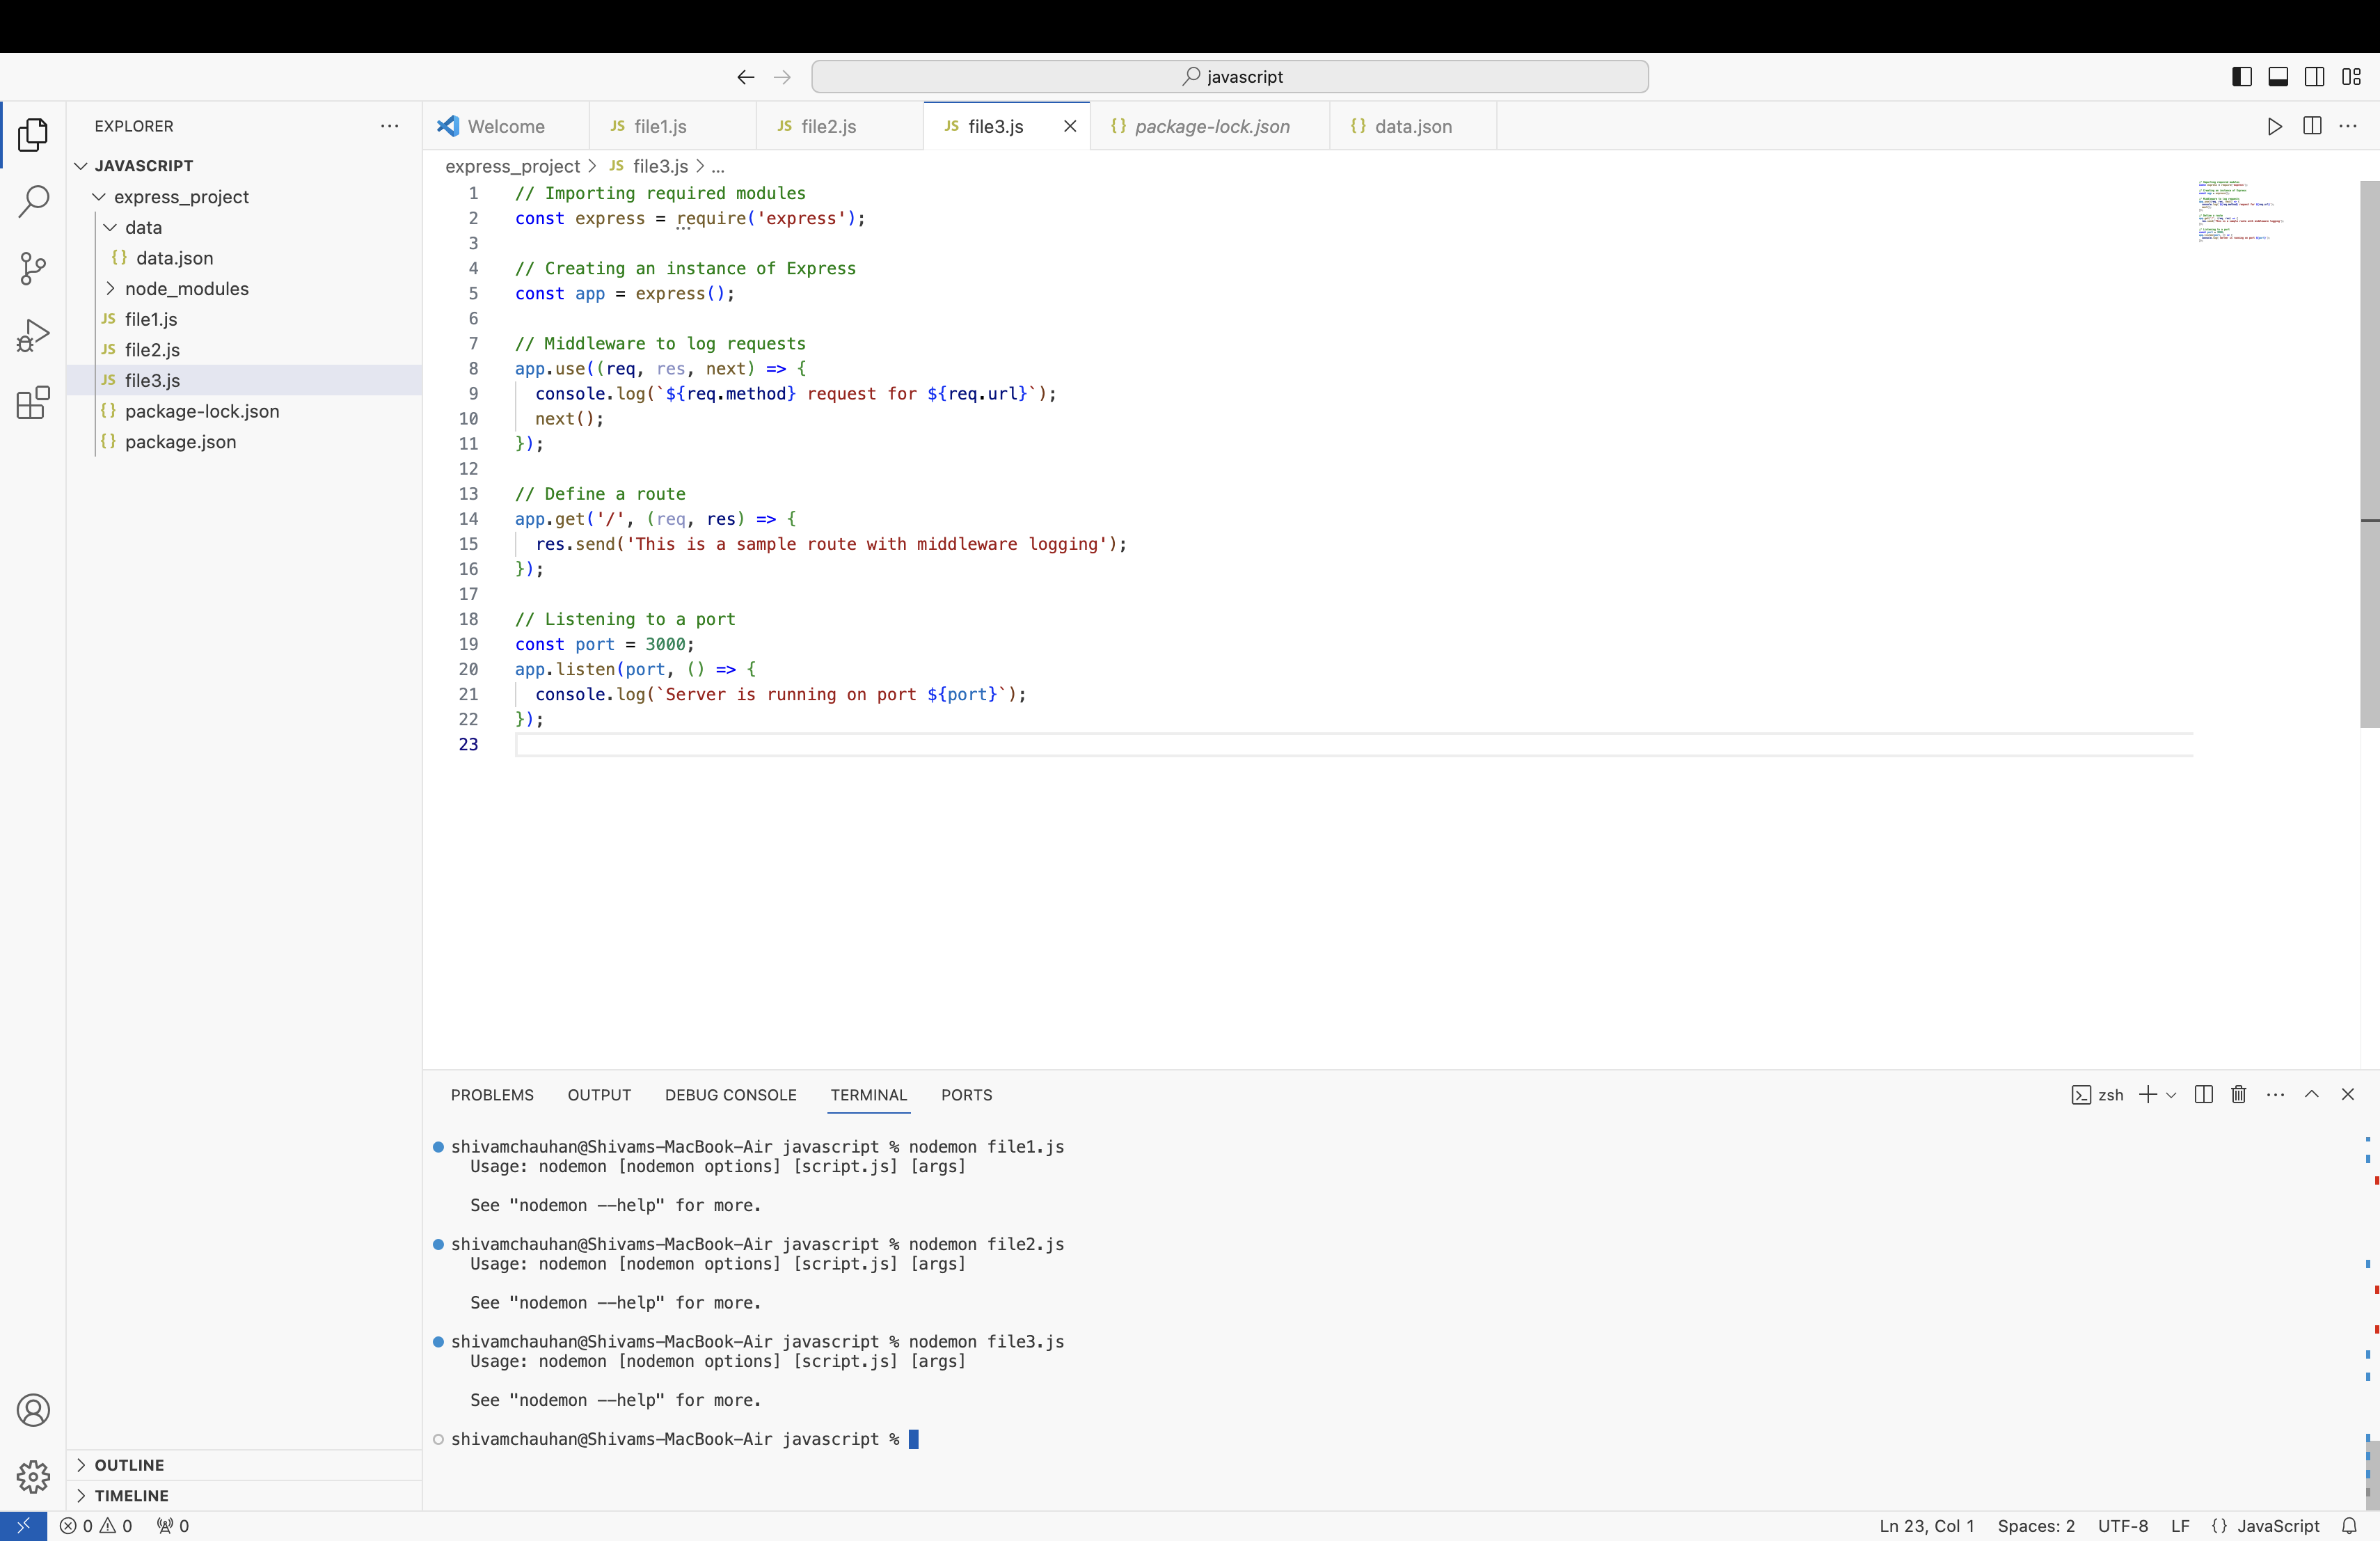 javascript
EXPLORER
JAVASCRIPT
express_project
data
{} data.json
node_modules
JS file1.js
JS file2.js
JS file3.js
{} package-lock.json
{} package.json
OUTLINE
TIMELINE
Welcome JS file1.js JS file2.js JS file3.js {} package-lock.json {} data.json
express_project > JS file3.js > ...
1 // Importing required modules
2 const express = require('express');
3
4 // Creating an instance of Express
5 const app = express();
6
7 // Middleware to log requests
8 app.use((req, res, next) => {
9 console.log(`${req.method} request for ${req.url}`);
10 next();
11 });
12
13 // Define a route
14 app.get('/', (req, res) => {
15 res.send('This is a sample route with middleware logging');
16 });
17
18 // Listening to a port
19 const port = 3000;
20 app.listen(port, () => {
21 console.log(`Server is running on port ${port}`);
22 });
23
PROBLEMS OUTPUT DEBUG CONSOLE TERMINAL PORTS zsh
shivamchauhan@Shivams-MacBook-Air javascript % nodemon file1.js
Usage: nodemon [nodemon options] [script.js] [args]
See "nodemon --help" for more.
shivamchauhan@Shivams-MacBook-Air javascript % nodemon file2.js
Usage: nodemon [nodemon options] [script.js] [args]
See "nodemon --help" for more.
shivamchauhan@Shivams-MacBook-Air javascript % nodemon file3.js
Usage: nodemon [nodemon options] [script.js] [args]
See "nodemon --help" for more.
shivamchauhan@Shivams-MacBook-Air javascript %
0 0 0 Ln 23, Col 1 Spaces: 2 UTF-8 LF {} JavaScript